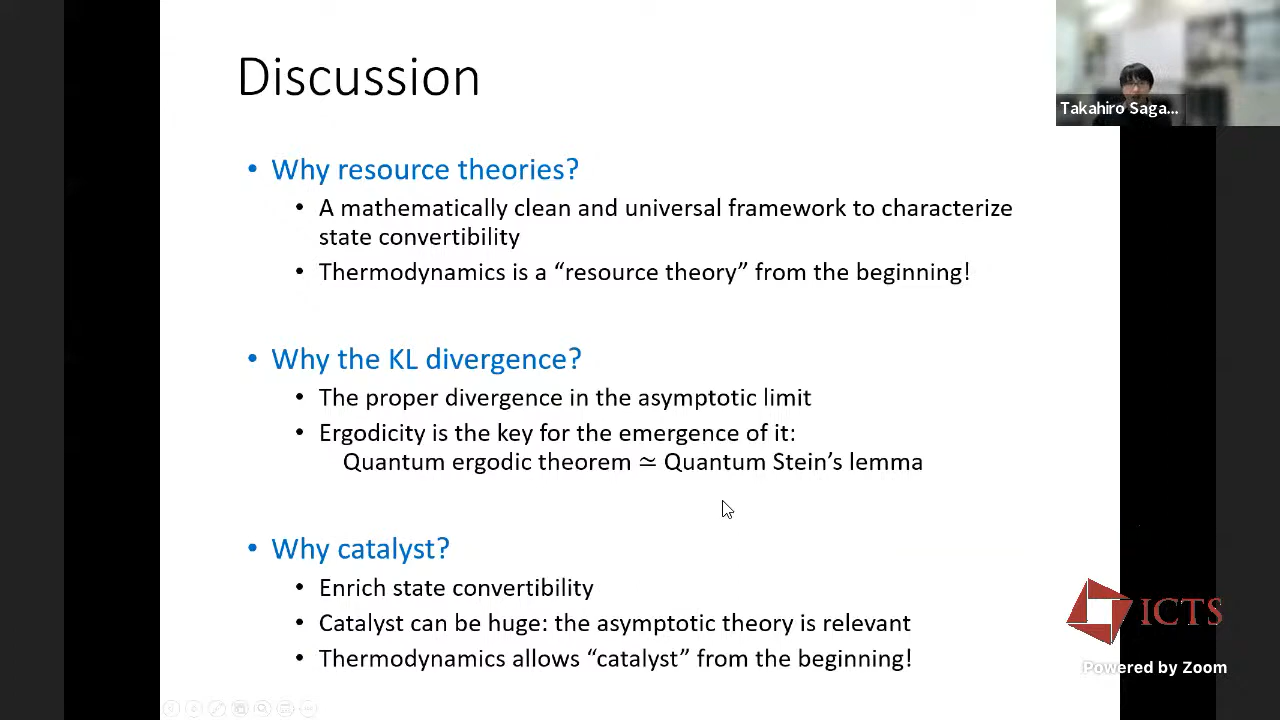 Discussion
Takahiro Saga...
• Why resource theories?
• A mathematically clean and universal framework to characterize
state convertibility
• Thermodynamics is a “resource theory” from the beginning!
• Why the KL divergence?
• The proper divergence in the asymptotic limit
• Ergodicity is the key for the emergence of it:
Quantum ergodic theorem ≃ Quantum Stein’s lemma
• Why catalyst?
• Enrich state convertibility
• Catalyst can be huge: the asymptotic theory is relevant
• Thermodynamics allows “catalyst” from the beginning!
ICTS
Powered by Zoom